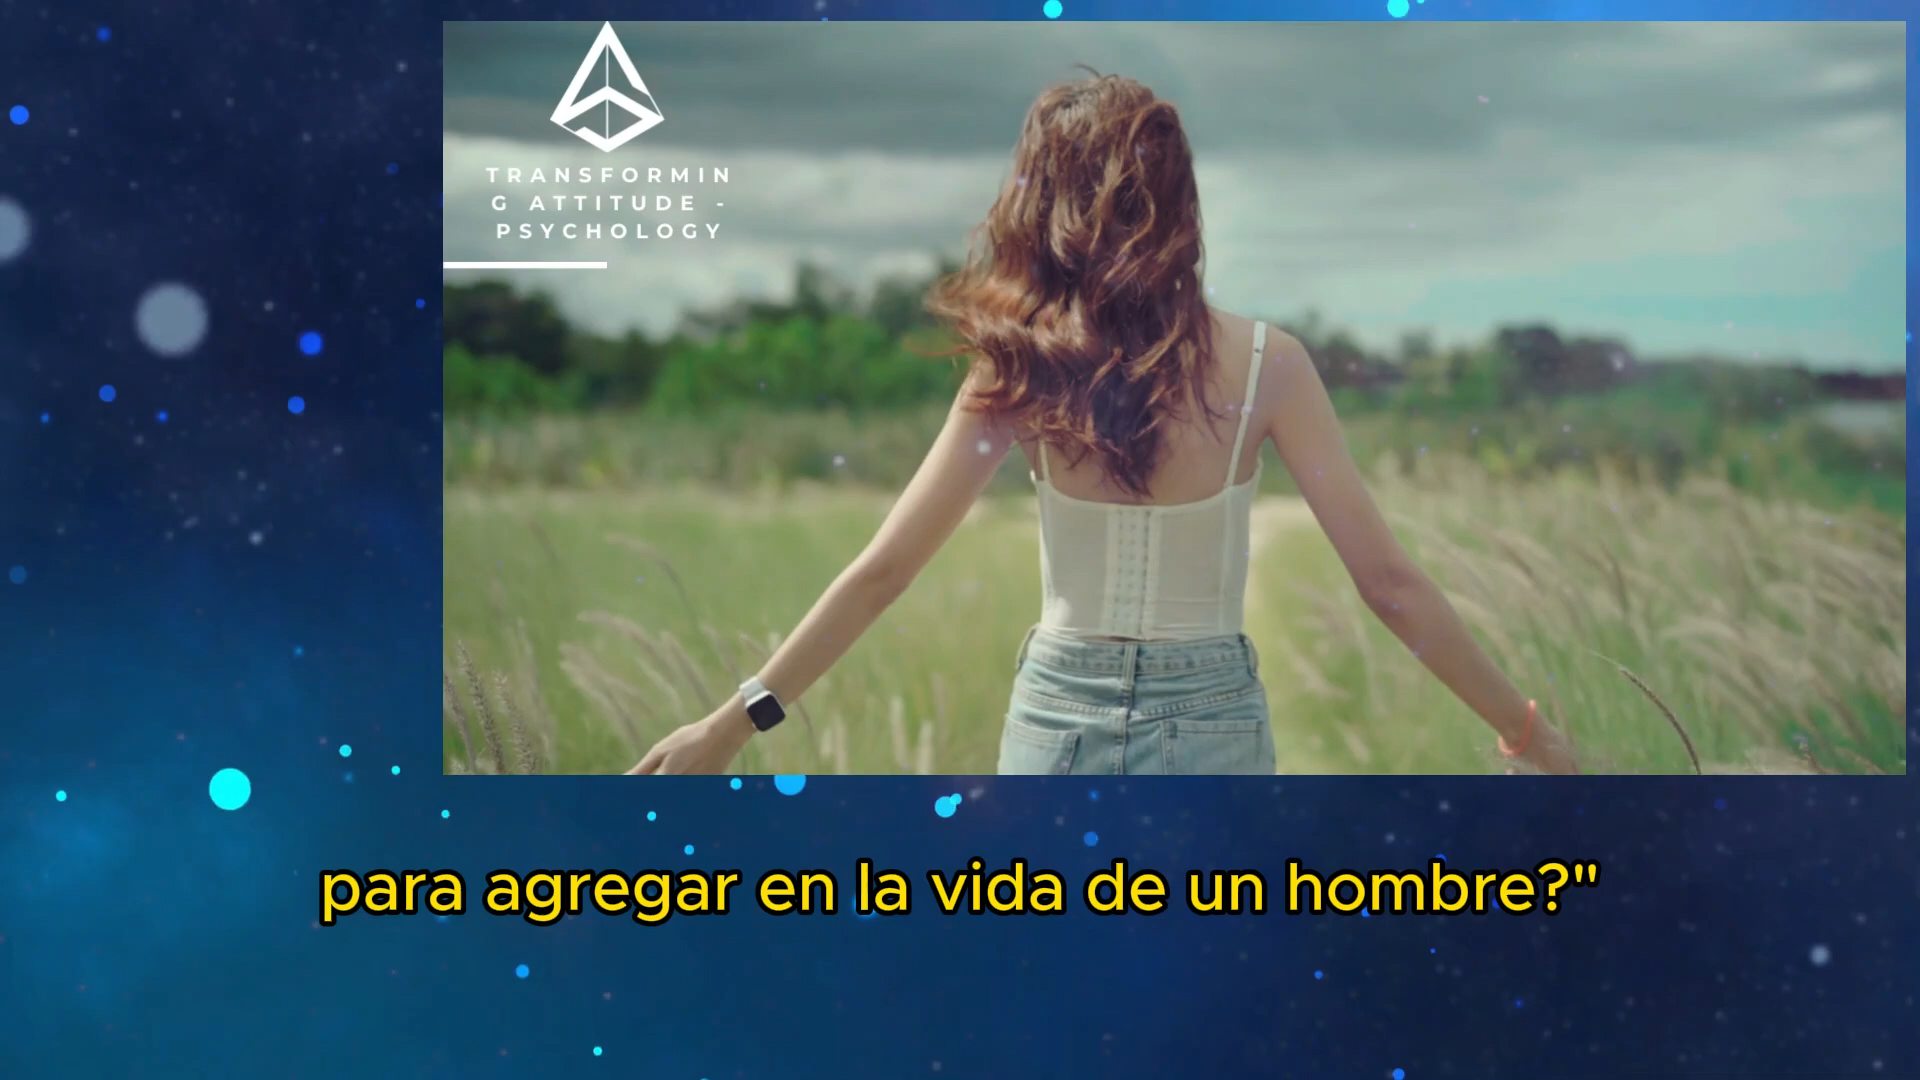 TRANSFORMIN
G ATTITUDE -
PSYCHOLOGY
para agregar en la vida de un hombre?"